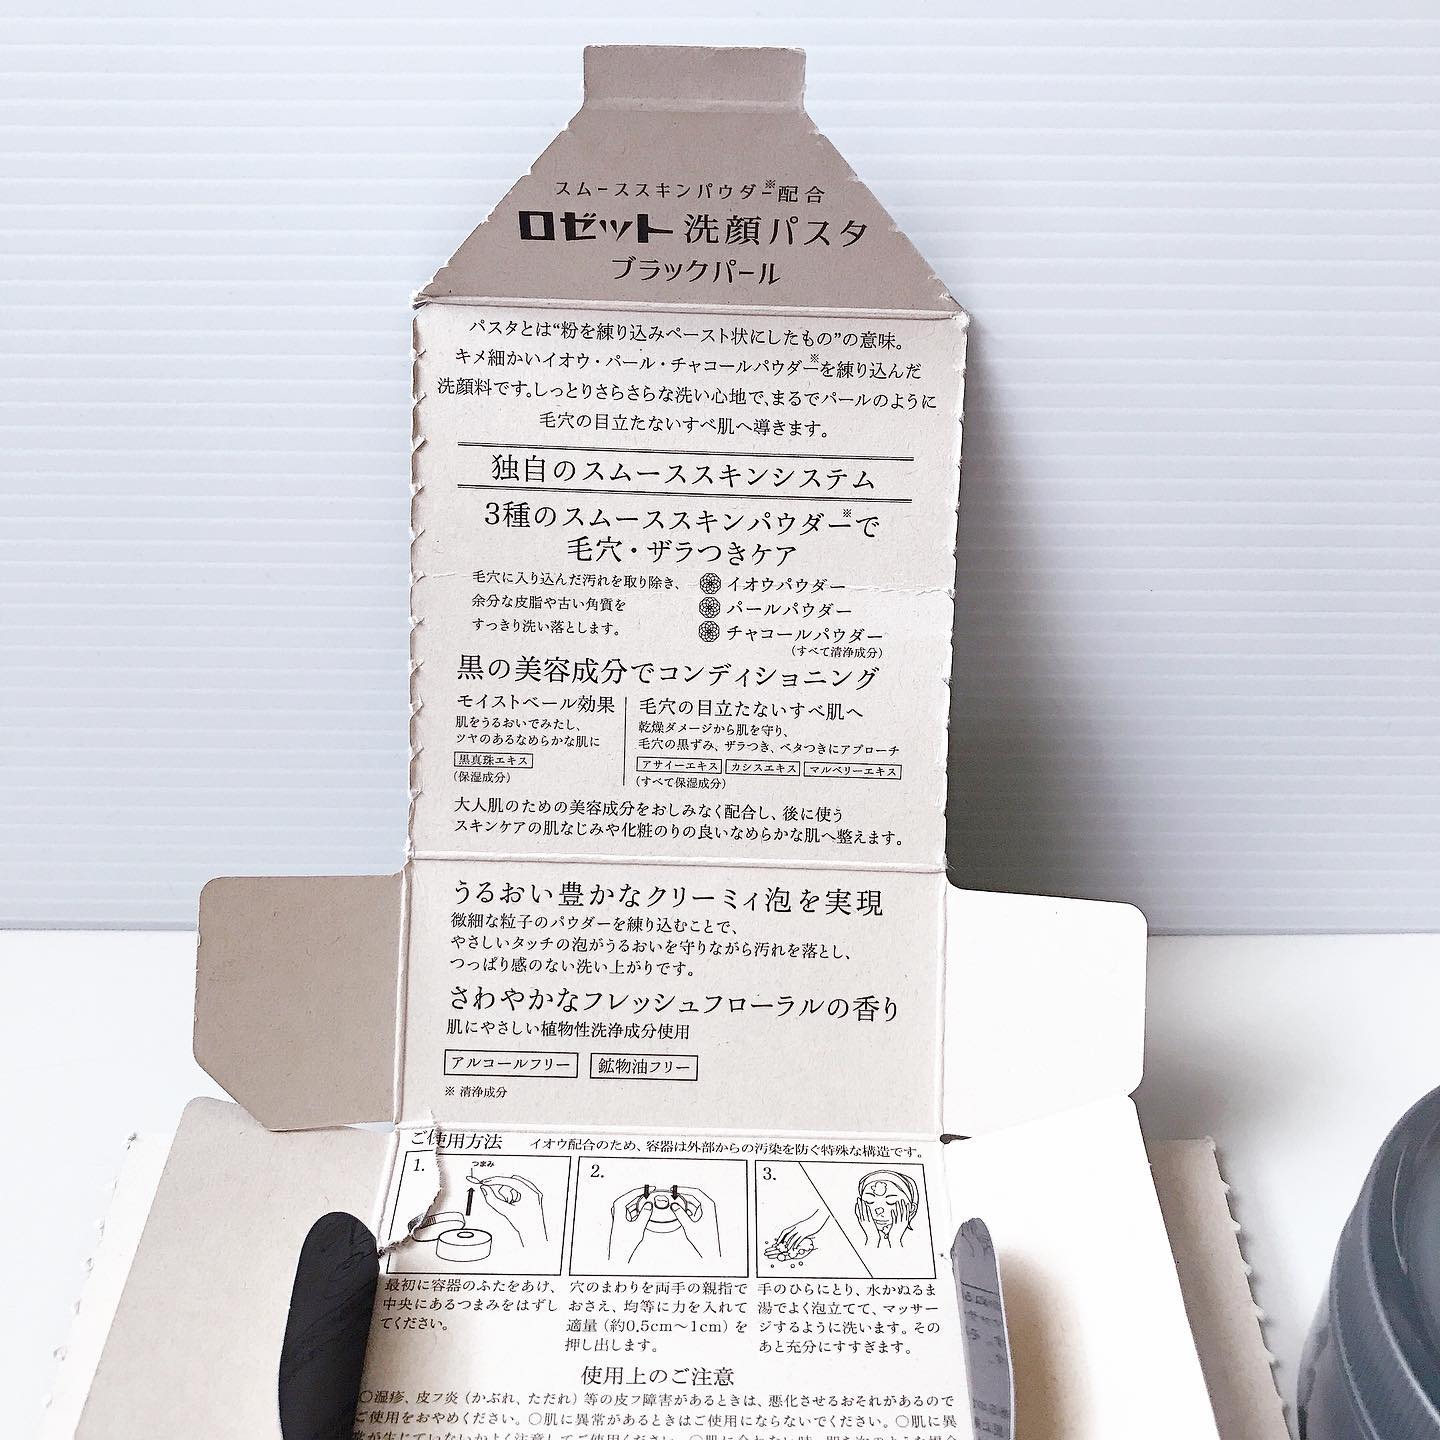 スムーススキンパウダー※配合
ロゼット 洗顔パスタ
ブラックパール
パスタとは“粉を練り込みペースト状にしたもの”の意味。
キメ細かいイオウ・パール・チャコールパウダー※を練り込んだ
洗顔料です。しっとりさらさらな洗い心地で、まるでパールのように
毛穴の目立たないすべ肌へ導きます。
独自のスムーススキンシステム
3種のスムーススキンパウダー※で
毛穴・ザラつきケア
毛穴に入り込んだ汚れを取り除き、
余分な皮脂や古い角質を
すっきり洗い落とします。
イオウパウダー
パールパウダー
チャコールパウダー
(すべて清浄成分)
黒の美容成分でコンディショニング
モイストベール効果
肌をうるおいでみたし、
ツヤのあるなめらかな肌に
黒真珠エキス
(保湿成分)
毛穴の目立たないすべ肌へ
乾燥ダメージから肌を守り、
毛穴の黒ずみ、ザラつき、ベタつきにアプローチ
アサイーエキス カシスエキス マルベリーエキス
(すべて保湿成分)
大人肌のための美容成分をおしみなく配合し、後に使う
スキンケアの肌なじみや化粧のりの良いなめらかな肌へ整えます。
うるおい豊かなクリーミィ泡を実現
微細な粒子のパウダーを練り込むことで、
やさしいタッチの泡がうるおいを守りながら汚れを落とし、
つっぱり感のない洗い上がりです。
さわやかなフレッシュフローラルの香り
肌にやさしい植物性洗浄成分使用
アルコールフリー 鉱物油フリー
※ 清浄成分
ご使用方法 イオウ配合のため、容器は外部からの汚染を防ぐ特殊な構造です。
1.
つまみ
最初に容器のふたをあけ、
中央にあるつまみをはずし
てください。
2.
穴のまわりを両手の親指で
おさえ、均等に力を入れて
適量(約0.5cm〜1cm)を
押し出します。
3.
手のひらにとり、水かぬるま
湯でよく泡立てて、マッサー
ジするように洗います。その
あと充分にすすぎます。
使用上のご注意
○湿疹、皮フ炎(かぶれ、ただれ)等の皮フ障害があるときは、悪化させるおそれがあるので
ご使用をおやめください。○肌に異常があるときはご使用にならないでください。○肌に異
常が生じていないかよく注意してご使用ください。